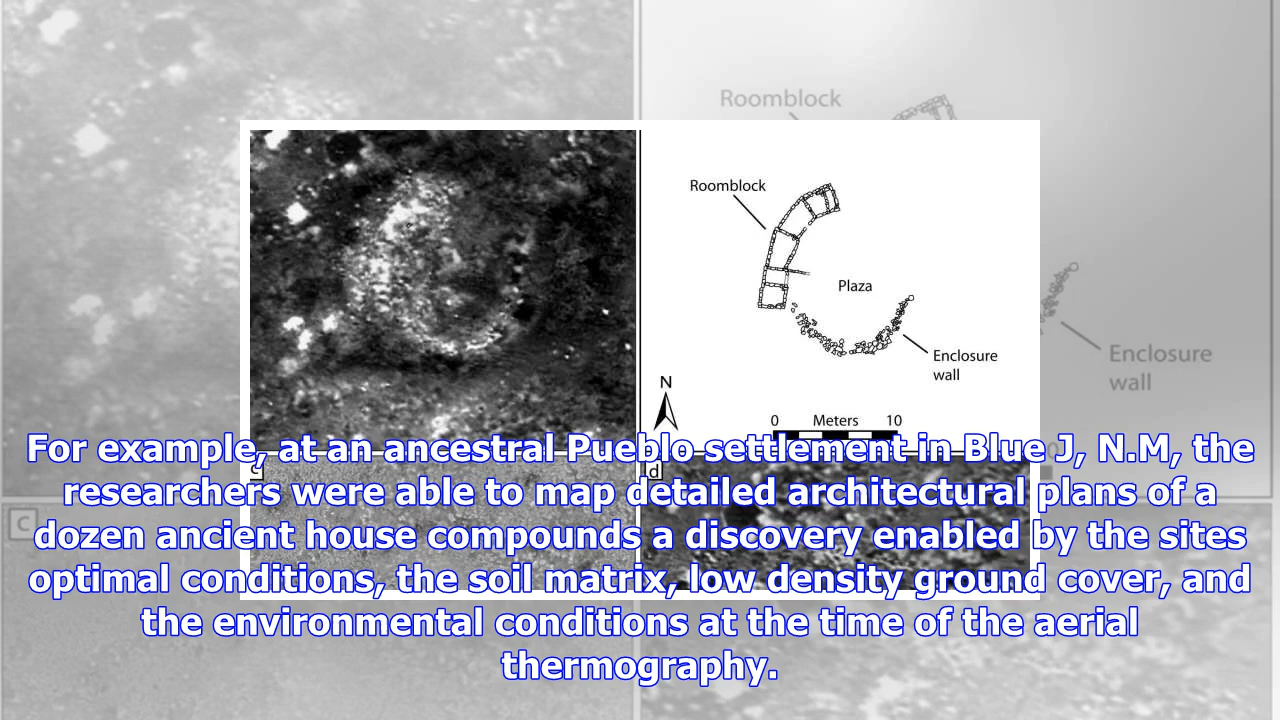 Roomblock
Roomblock
Plaza
Enclosure
wall
Enclosure
wall
N
0 Meters 10
For example, at an ancestral Pueblo settlement in Blue J, N.M, the
researchers were able to map detailed architectural plans of a
dozen ancient house compounds a discovery enabled by the sites
optimal conditions, the soil matrix, low density ground cover, and
the environmental conditions at the time of the aerial
thermography.
d
C